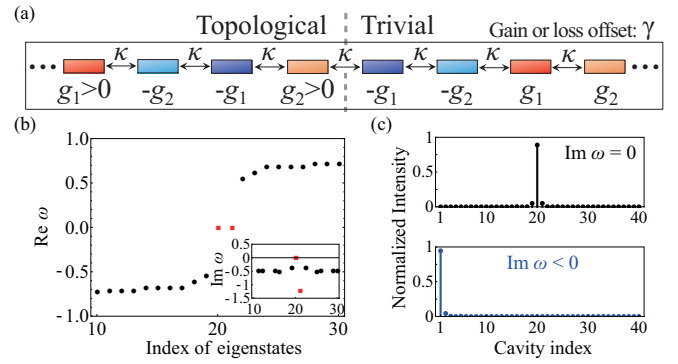 (a)
Topological
Trivial
Gain or loss offset: γ
κ κ κ κ κ κ κ
g₁>0 -g₂ -g₁ g₂>0 -g₁ -g₂ g₁ g₂
(b)
1.0
0.5
0.0
-0.5
-1.0
Re ω
10 20 30
Index of eigenstates
0.5
0
-0.5
-1
-1.5
Im ω
10 20 30
(c)
Normalized Intensity
1
0.5
0
Im ω = 0
1 10 20 30 40
1
0.5
0
Im ω < 0
1 10 20 30 40
Cavity index